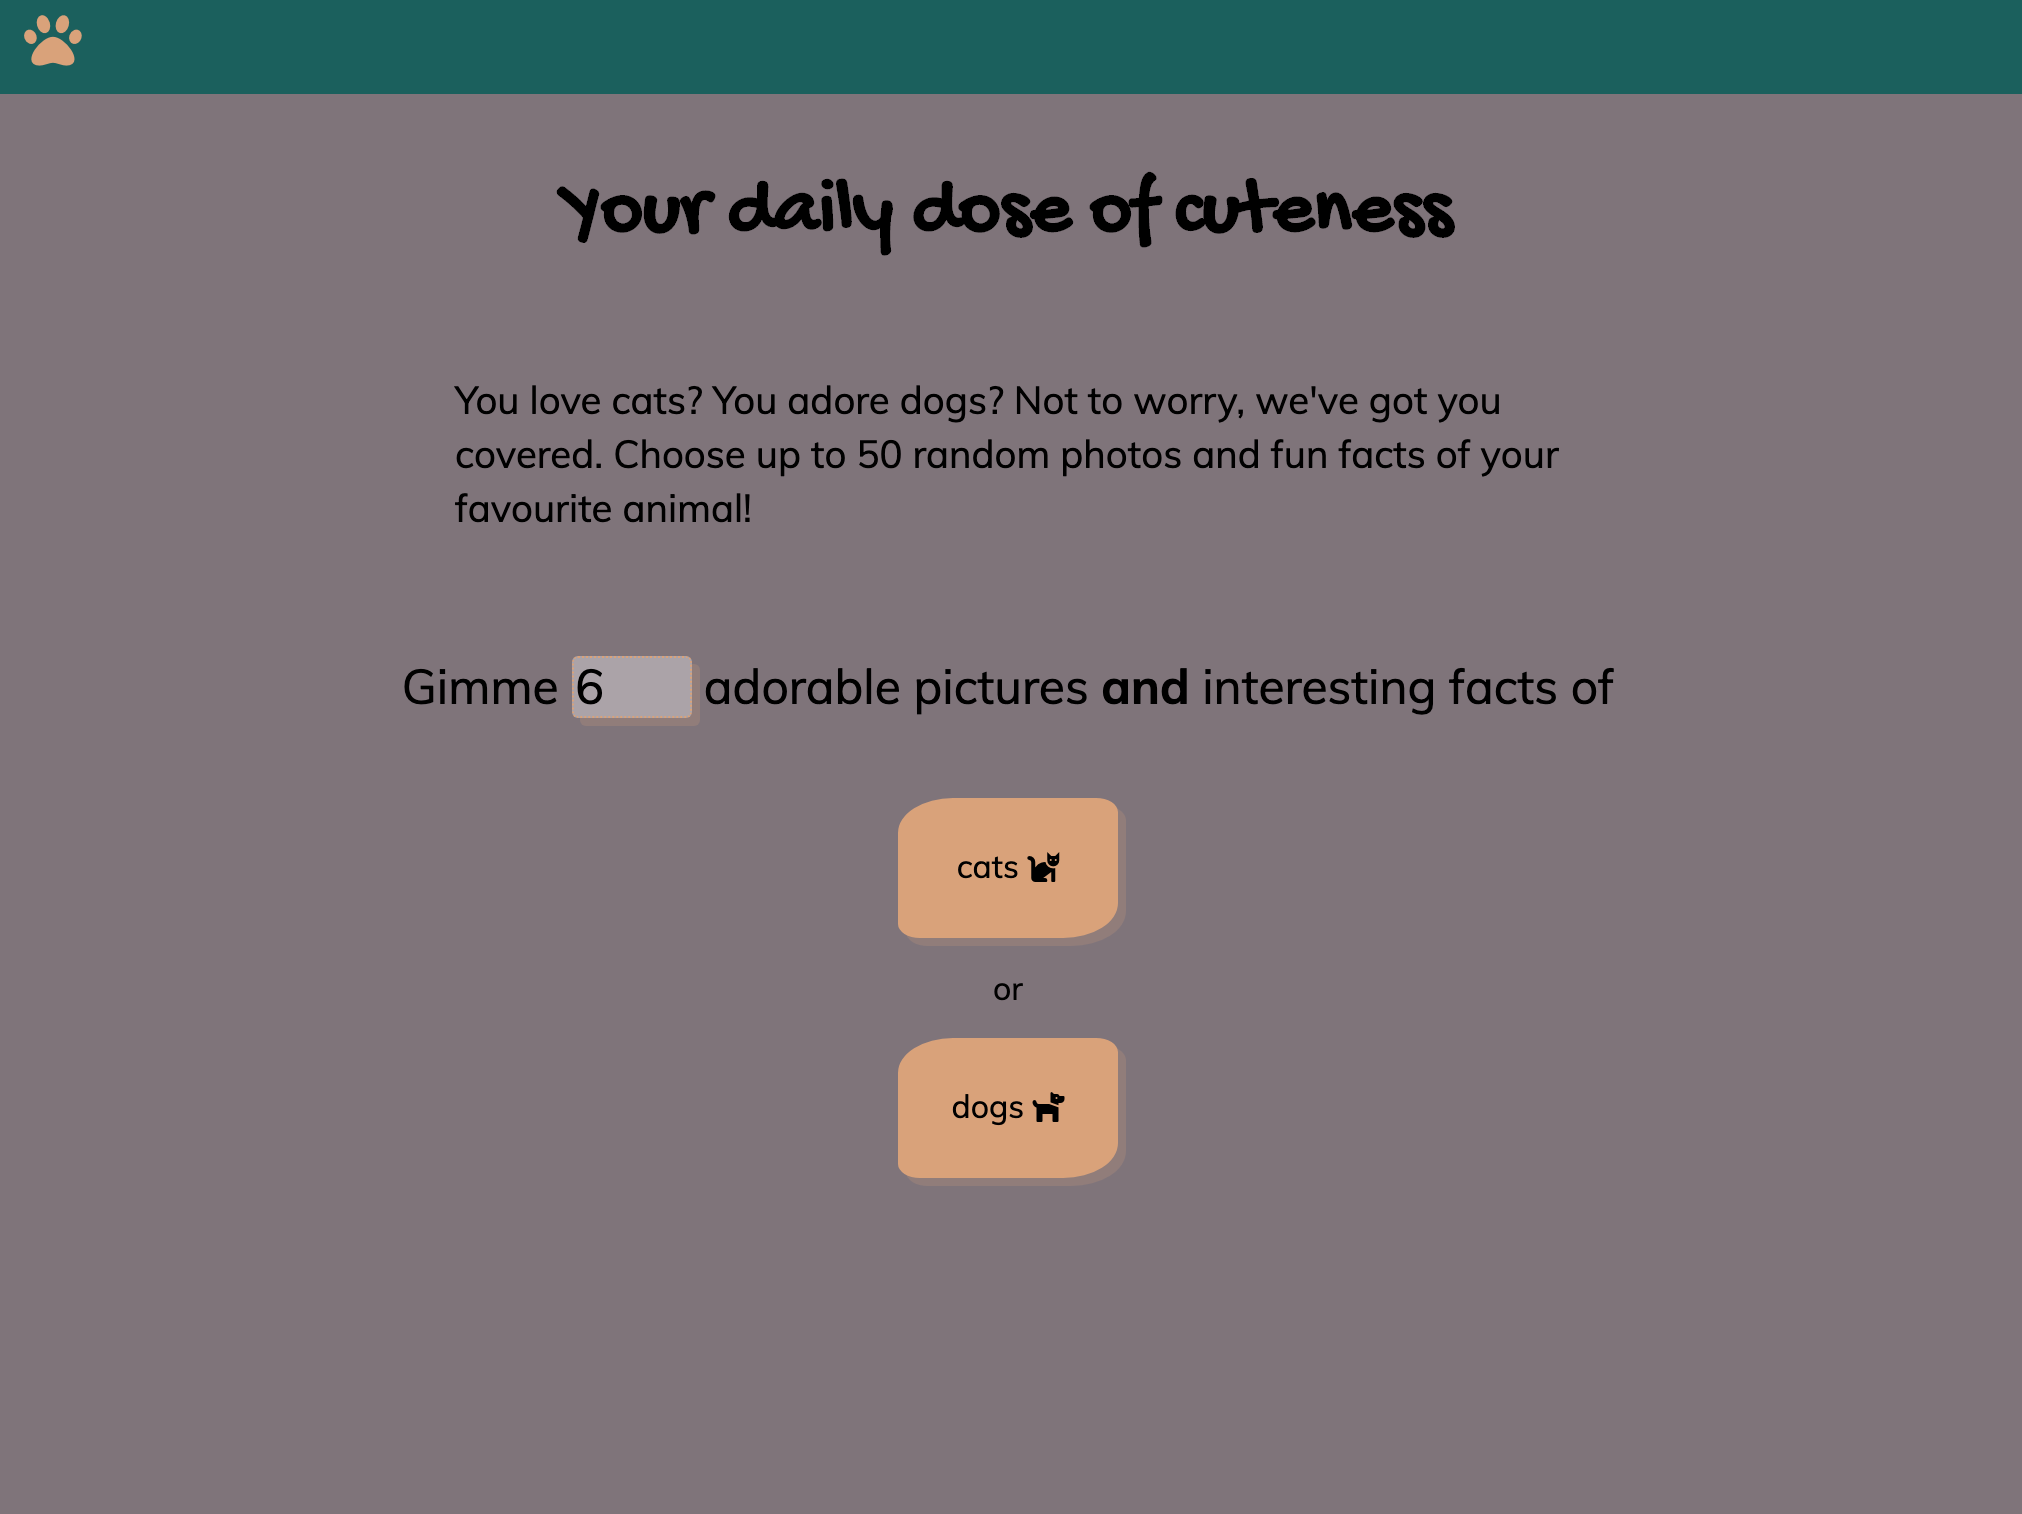 Your daily dose of cuteness
You love cats? You adore dogs? Not to worry, we've got you
covered. Choose up to 50 random photos and fun facts of your
favourite animal!
Gimme 6 adorable pictures and interesting facts of
cats
or
dogs